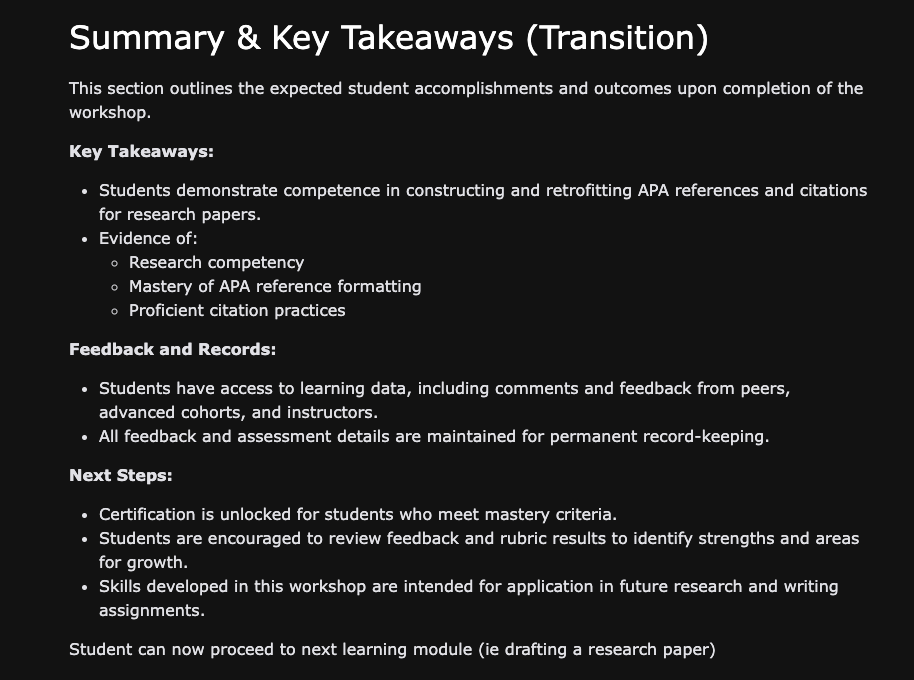 Summary & Key Takeaways (Transition)
This section outlines the expected student accomplishments and outcomes upon completion of the
workshop.
Key Takeaways:
• Students demonstrate competence in constructing and retrofitting APA references and citations
for research papers.
• Evidence of:
◦ Research competency
◦ Mastery of APA reference formatting
◦ Proficient citation practices
Feedback and Records:
• Students have access to learning data, including comments and feedback from peers,
advanced cohorts, and instructors.
• All feedback and assessment details are maintained for permanent record-keeping.
Next Steps:
• Certification is unlocked for students who meet mastery criteria.
• Students are encouraged to review feedback and rubric results to identify strengths and areas
for growth.
• Skills developed in this workshop are intended for application in future research and writing
assignments.
Student can now proceed to next learning module (ie drafting a research paper)